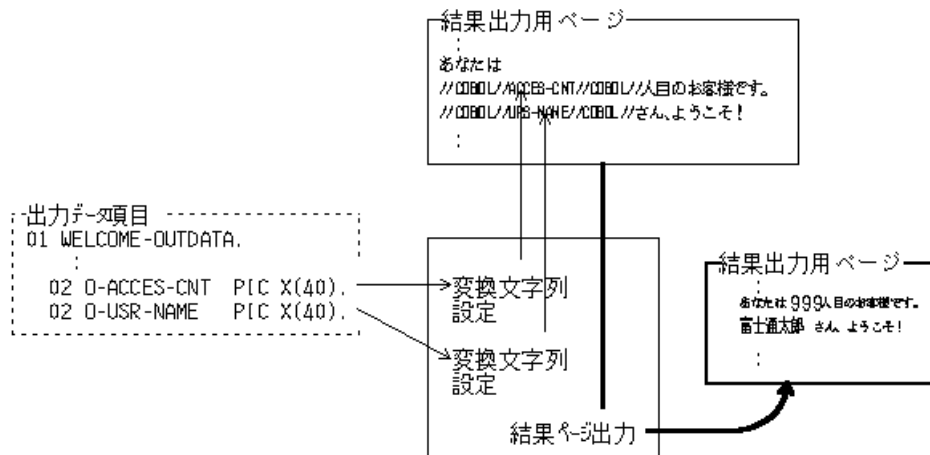 結果出力用 ページ
:
あなたは
//COBOL//ACCES-CNT//COBOL//人目のお客様です。
//COBOL//URS-NAME//COBOL//さん、ようこそ!
:
出力データ項目
01 WELCOME-OUTDATA.
:
02 O-ACCES-CNT PIC X(40).
02 O-USR-NAME PIC X(40).
変換文字列
設定
変換文字列
設定
結果ページ出力
結果出力用 ページ
:
あなたは 999人目のお客様です。
富士通太郎 さん、ようこそ!
: